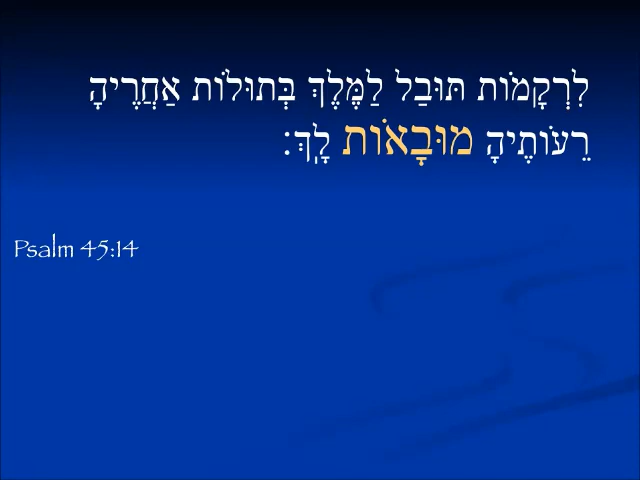 לִרְקָמוֹת תּוּבַל לַמֶּלֶךְ בְּתוּלוֹת אַחֲרֶיהָ
רֵעוֹתֶיהָ מוּבָאוֹת לָךְ׃
Psalm 45:14